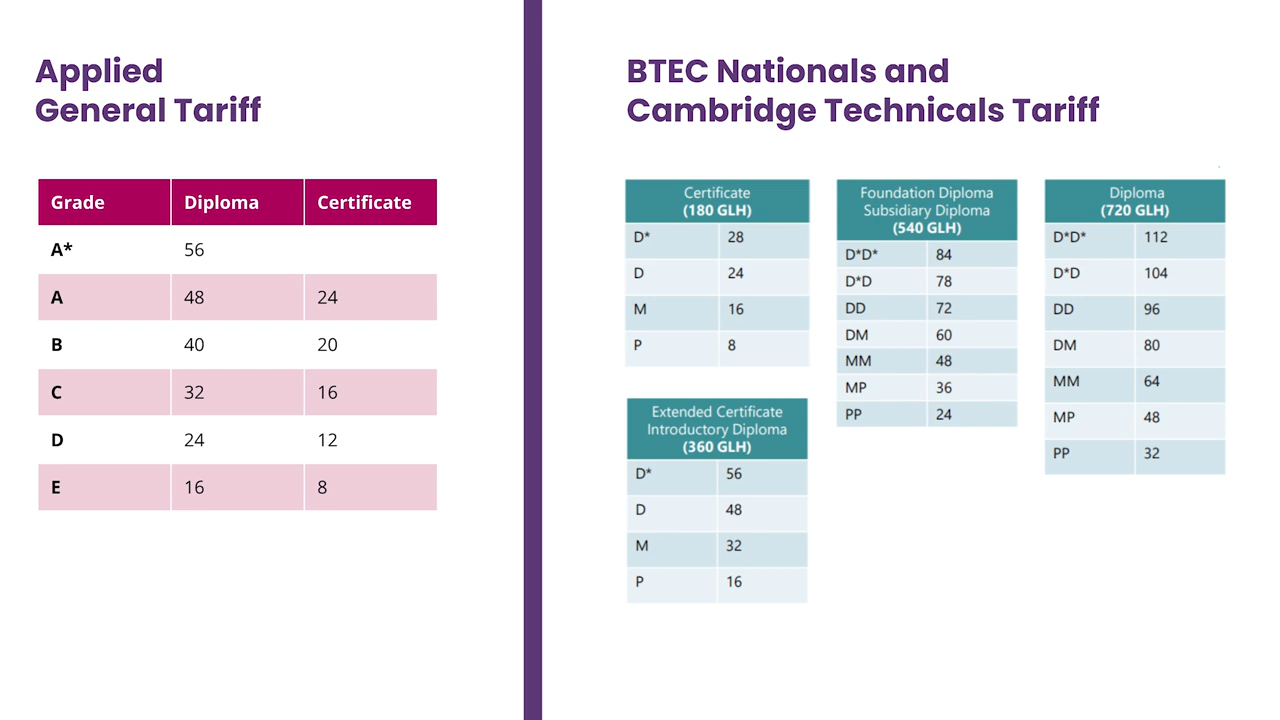 Applied
General Tariff
Grade Diploma Certificate
A* 56
A 48 24
B 40 20
C 32 16
D 24 12
E 16 8
BTEC Nationals and
Cambridge Technicals Tariff
Certificate
(180 GLH)
D* 28
D 24
M 16
P 8
Extended Certificate
Introductory Diploma
(360 GLH)
D* 56
D 48
M 32
P 16
Foundation Diploma
Subsidiary Diploma
(540 GLH)
D*D* 84
D*D 78
DD 72
DM 60
MM 48
MP 36
PP 24
Diploma
(720 GLH)
D*D* 112
D*D 104
DD 96
DM 80
MM 64
MP 48
PP 32